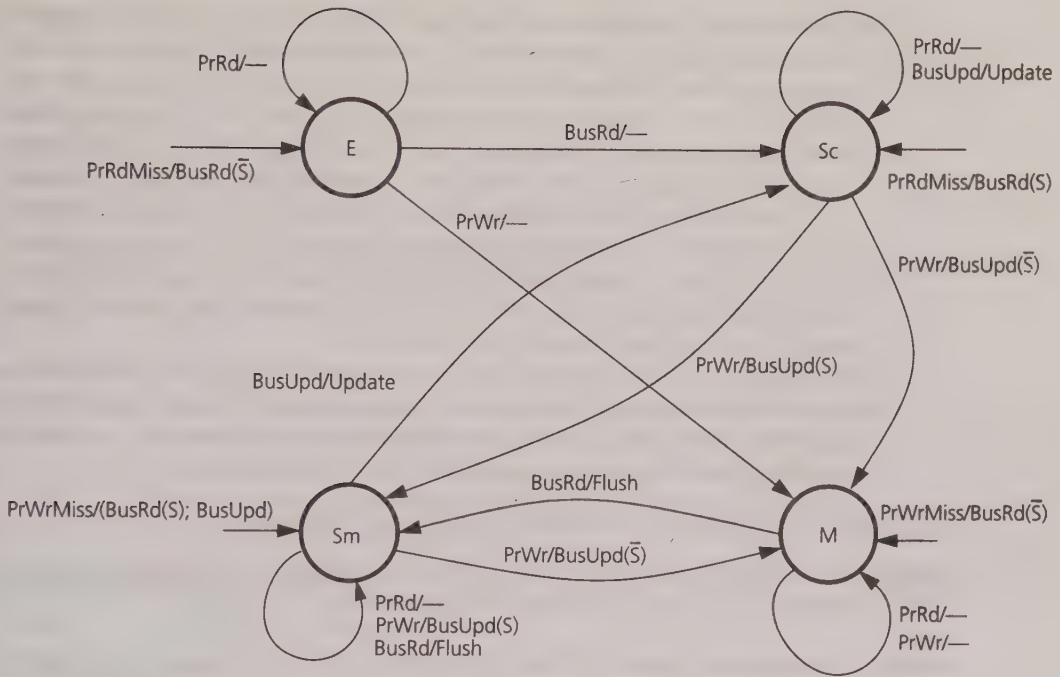 PrRd/—
PrRd/—
BusUpd/Update
E
BusRd/—
Sc
PrRdMiss/BusRd(S̅)
PrRdMiss/BusRd(S)
PrWr/—
PrWr/BusUpd(S̅)
BusUpd/Update
PrWr/BusUpd(S)
BusRd/Flush
PrWrMiss/(BusRd(S); BusUpd)
PrWrMiss/BusRd(S̅)
Sm
M
PrWr/BusUpd(S̅)
PrRd/—
PrWr/BusUpd(S)
BusRd/Flush
PrRd/—
PrWr/—